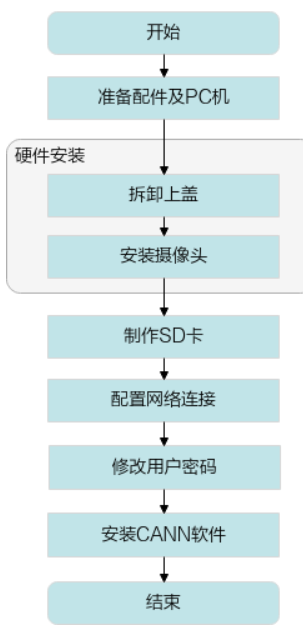 开始
准备配件及PC机
硬件安装
拆卸上盖
安装摄像头
制作SD卡
配置网络连接
修改用户密码
安装CANN软件
结束